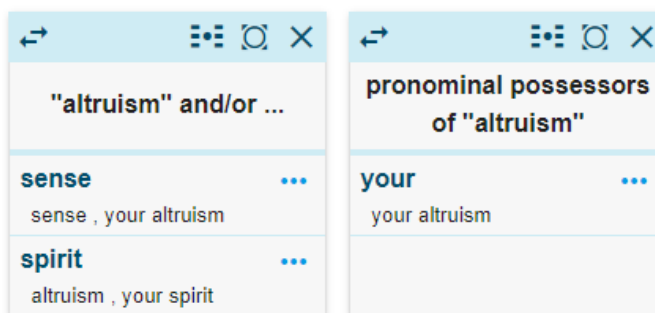 "altruism" and/or ...
sense
sense , your altruism
spirit
altruism , your spirit
pronominal possessors
of "altruism"
your
your altruism